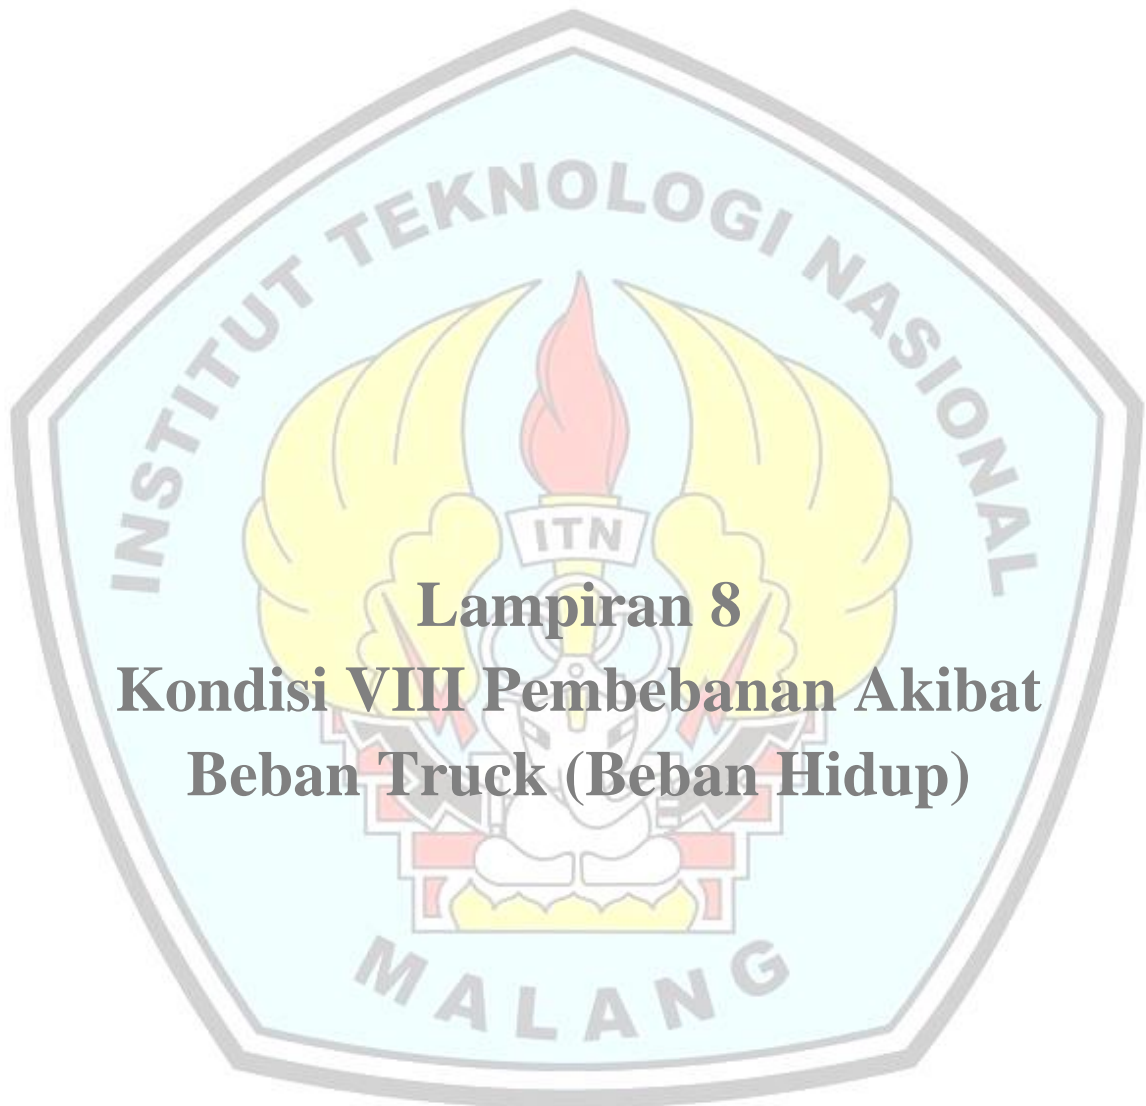 INSTITUT TEKNOLOGI NASIONAL
ITN
Lampiran 8
Kondisi VIII Pembebanan Akibat
Beban Truck (Beban Hidup)
MALANG